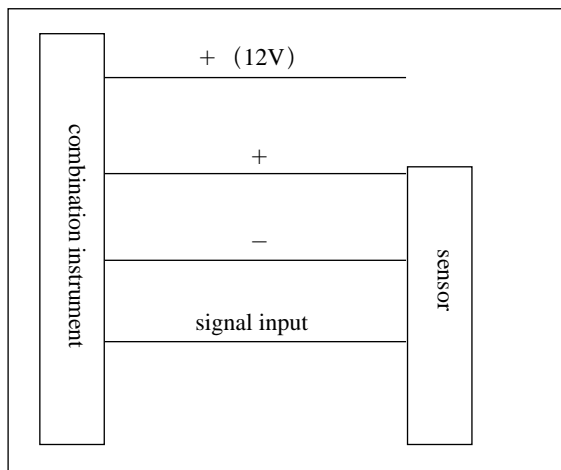 + (12V)
combination instrument
+
−
sensor
signal input